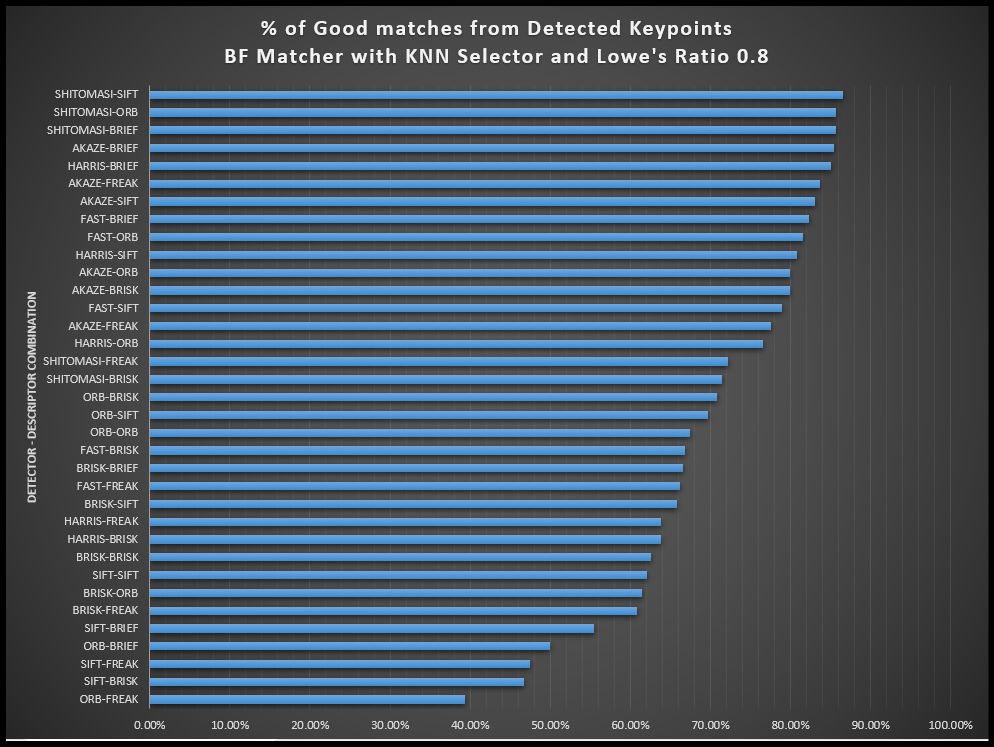 % of Good matches from Detected Keypoints
BF Matcher with KNN Selector and Lowe's Ratio 0.8
DETECTOR - DESCRIPTOR COMBINATION
SHITOMASI-SIFT
SHITOMASI-ORB
SHITOMASI-BRIEF
AKAZE-BRIEF
HARRIS-BRIEF
AKAZE-FREAK
AKAZE-SIFT
FAST-BRIEF
FAST-ORB
HARRIS-SIFT
AKAZE-ORB
AKAZE-BRISK
FAST-SIFT
AKAZE-FREAK
HARRIS-ORB
SHITOMASI-FREAK
SHITOMASI-BRISK
ORB-BRISK
ORB-SIFT
ORB-ORB
FAST-BRISK
BRISK-BRIEF
FAST-FREAK
BRISK-SIFT
HARRIS-FREAK
HARRIS-BRISK
BRISK-BRISK
SIFT-SIFT
BRISK-ORB
BRISK-FREAK
SIFT-BRIEF
ORB-BRIEF
SIFT-FREAK
SIFT-BRISK
ORB-FREAK
0.00% 10.00% 20.00% 30.00% 40.00% 50.00% 60.00% 70.00% 80.00% 90.00% 100.00%